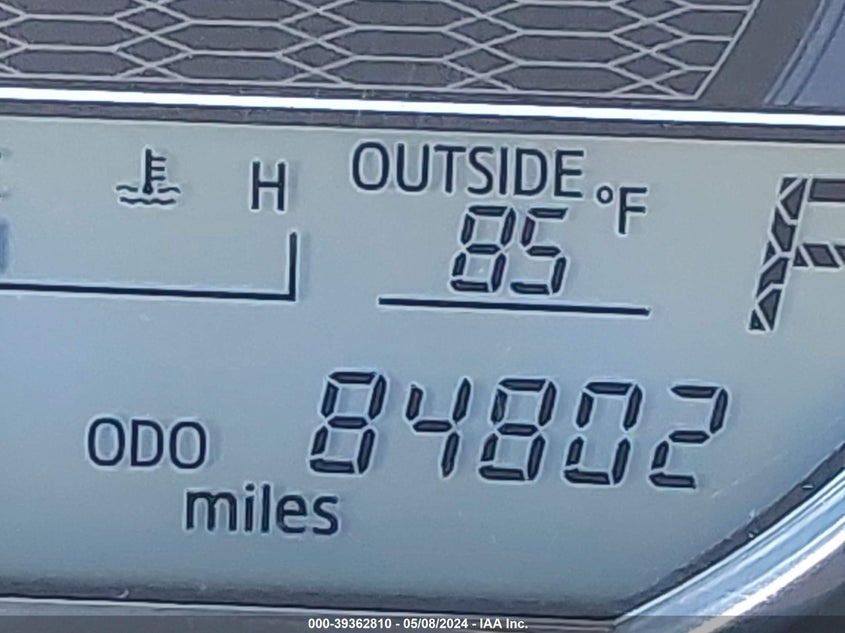 H
OUTSIDE
85 °F
ODO 84802
miles
000-39362810 - 05/08/2024 - IAA Inc.